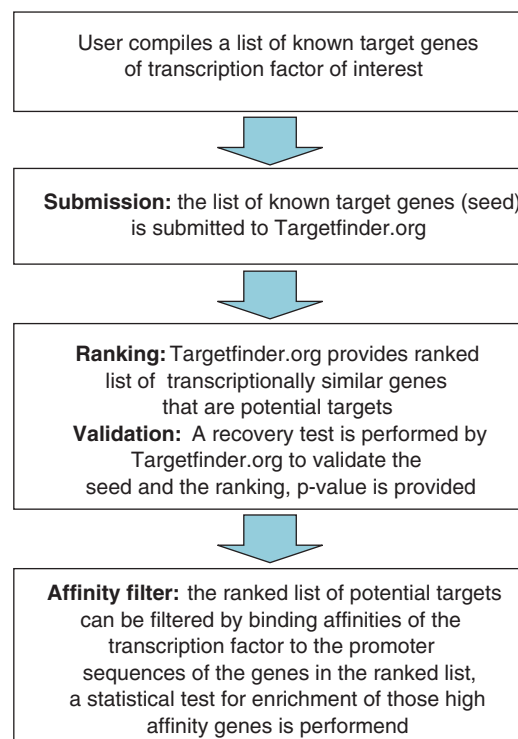 User compiles a list of known target genes
of transcription factor of interest
Submission: the list of known target genes (seed)
is submitted to Targetfinder.org
Ranking: Targetfinder.org provides ranked
list of transcriptionally similar genes
that are potential targets
Validation: A recovery test is performed by
Targetfinder.org to validate the
seed and the ranking, p-value is provided
Affinity filter: the ranked list of potential targets
can be filtered by binding affinities of the
transcription factor to the promoter
sequences of the genes in the ranked list,
a statistical test for enrichment of those high
affinity genes is performend